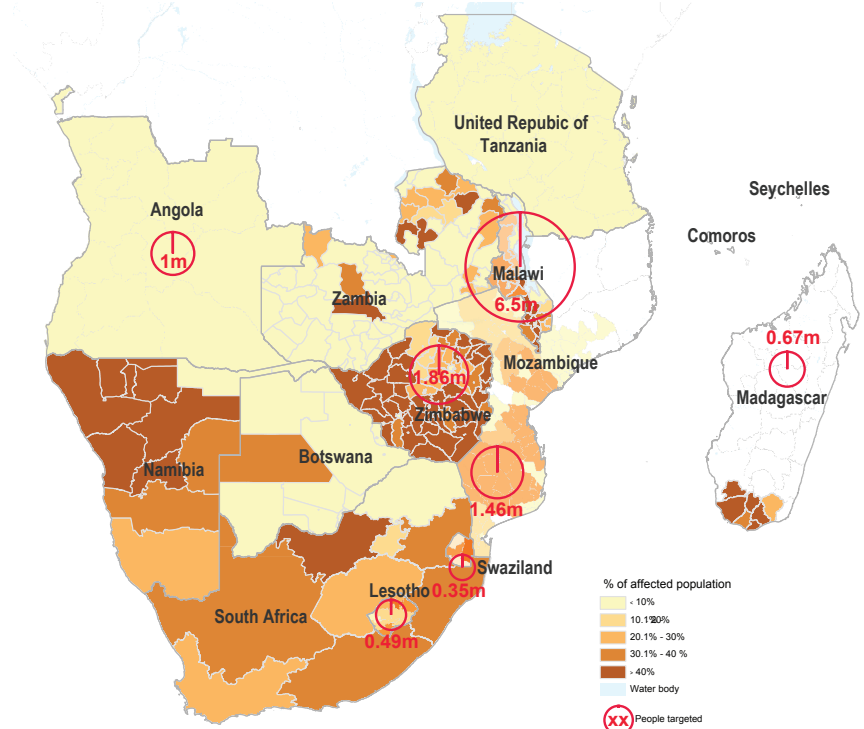 United Repubic of
Tanzania
Seychelles
Angola
Comoros
1m
Malawi
Zambia
6.5m
0.67m
Mozambique
1.86m
Madagascar
Zimbabwe
Botswana
Namibia
1.46m
Swaziland
% of affected population
Lesotho
0.35m
< 10%
South Africa
20.1% - 30%
0.49m
30.1% - 40 %
> 40%
Water body
xx People targeted